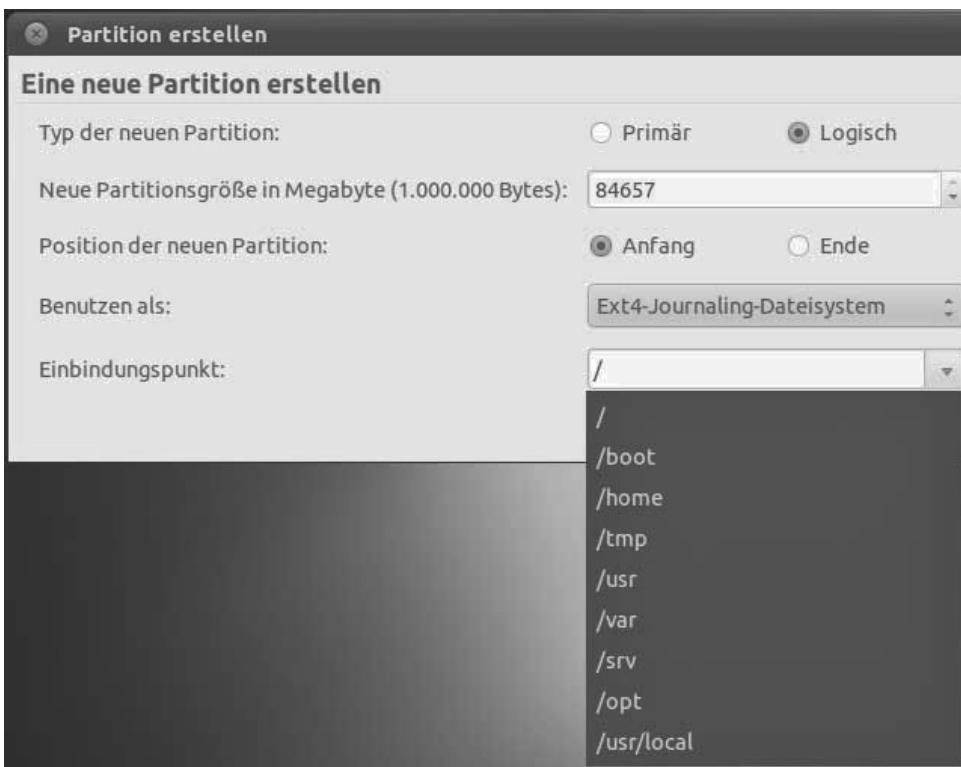 Partition erstellen
Eine neue Partition erstellen
Typ der neuen Partition: Primär Logisch
Neue Partitionsgröße in Megabyte (1.000.000 Bytes): 84657
Position der neuen Partition: Anfang Ende
Benutzen als: Ext4-Journaling-Dateisystem
Einbindungspunkt: /
/
/boot
/home
/tmp
/usr
/var
/srv
/opt
/usr/local